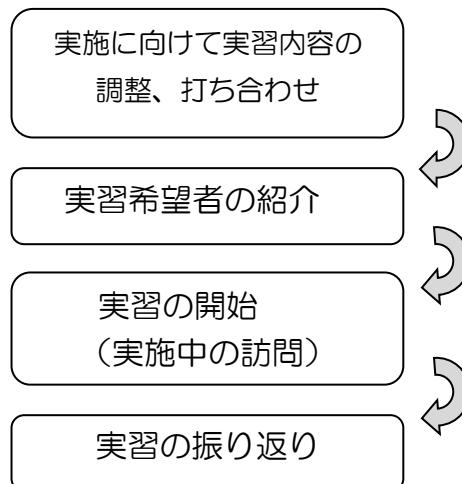 実施に向けて実習内容の
調整、打ち合わせ
実習希望者の紹介
実習の開始
（実施中の訪問）
実習の振り返り